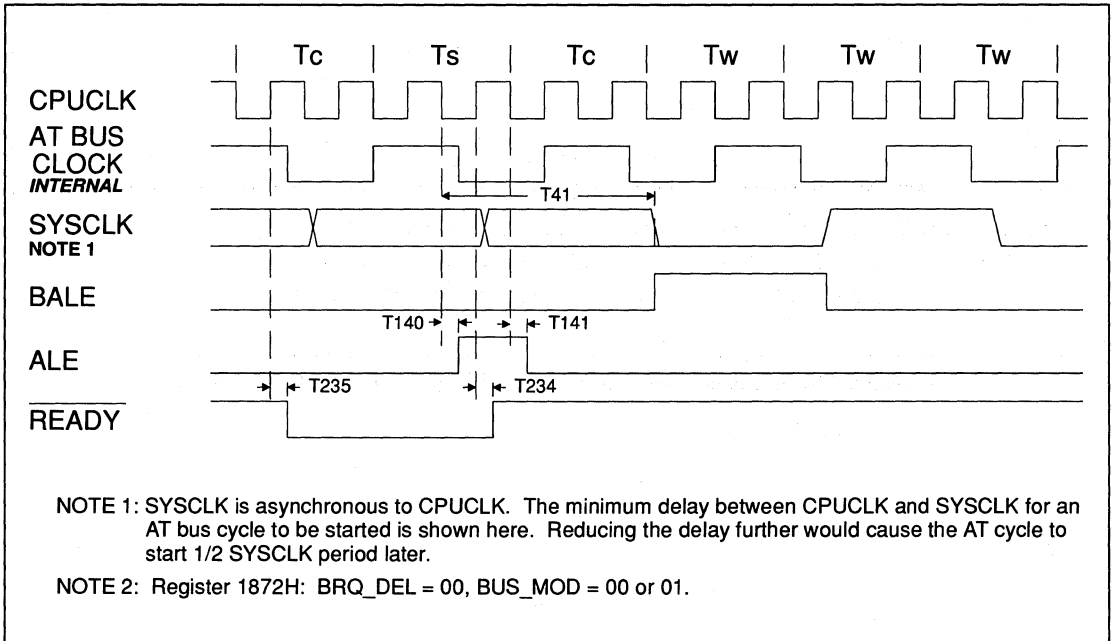 Tc Ts Tc Tw Tw Tw
CPUCLK
AT BUS
CLOCK
INTERNAL
T41
SYSCLK
NOTE 1
BALE
T140 T141
ALE
T235 T234
READY
NOTE 1: SYSCLK is asynchronous to CPUCLK. The minimum delay between CPUCLK and SYSCLK for an
AT bus cycle to be started is shown here. Reducing the delay further would cause the AT cycle to
start 1/2 SYSCLK period later.
NOTE 2: Register 1872H: BRQ_DEL = 00, BUS_MOD = 00 or 01.